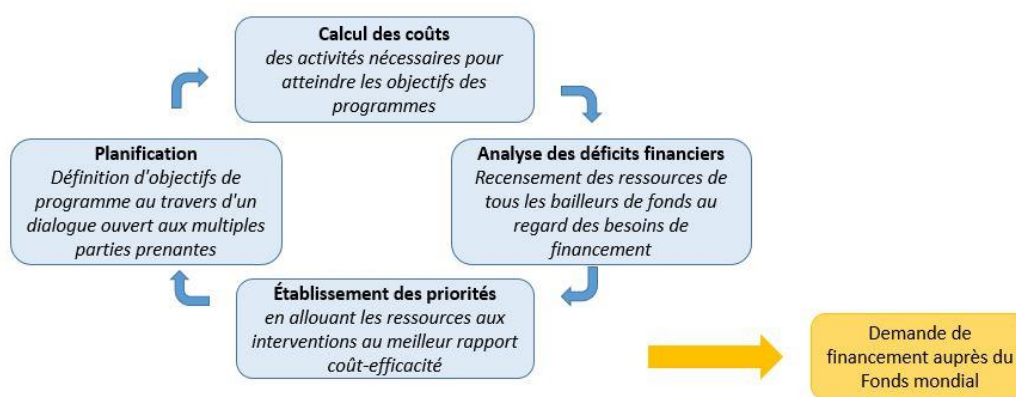 Calcul des coûts
des activités nécessaires pour
atteindre les objectifs des
programmes
Planification
Définition d'objectifs de
programme au travers d'un
dialogue ouvert aux multiples
parties prenantes
Analyse des déficits financiers
Recensement des ressources de
tous les bailleurs de fonds au
regard des besoins de
financement
Établissement des priorités
en allouant les ressources aux
interventions au meilleur rapport
coût-efficacité
Demande de
financement auprès du
Fonds mondial